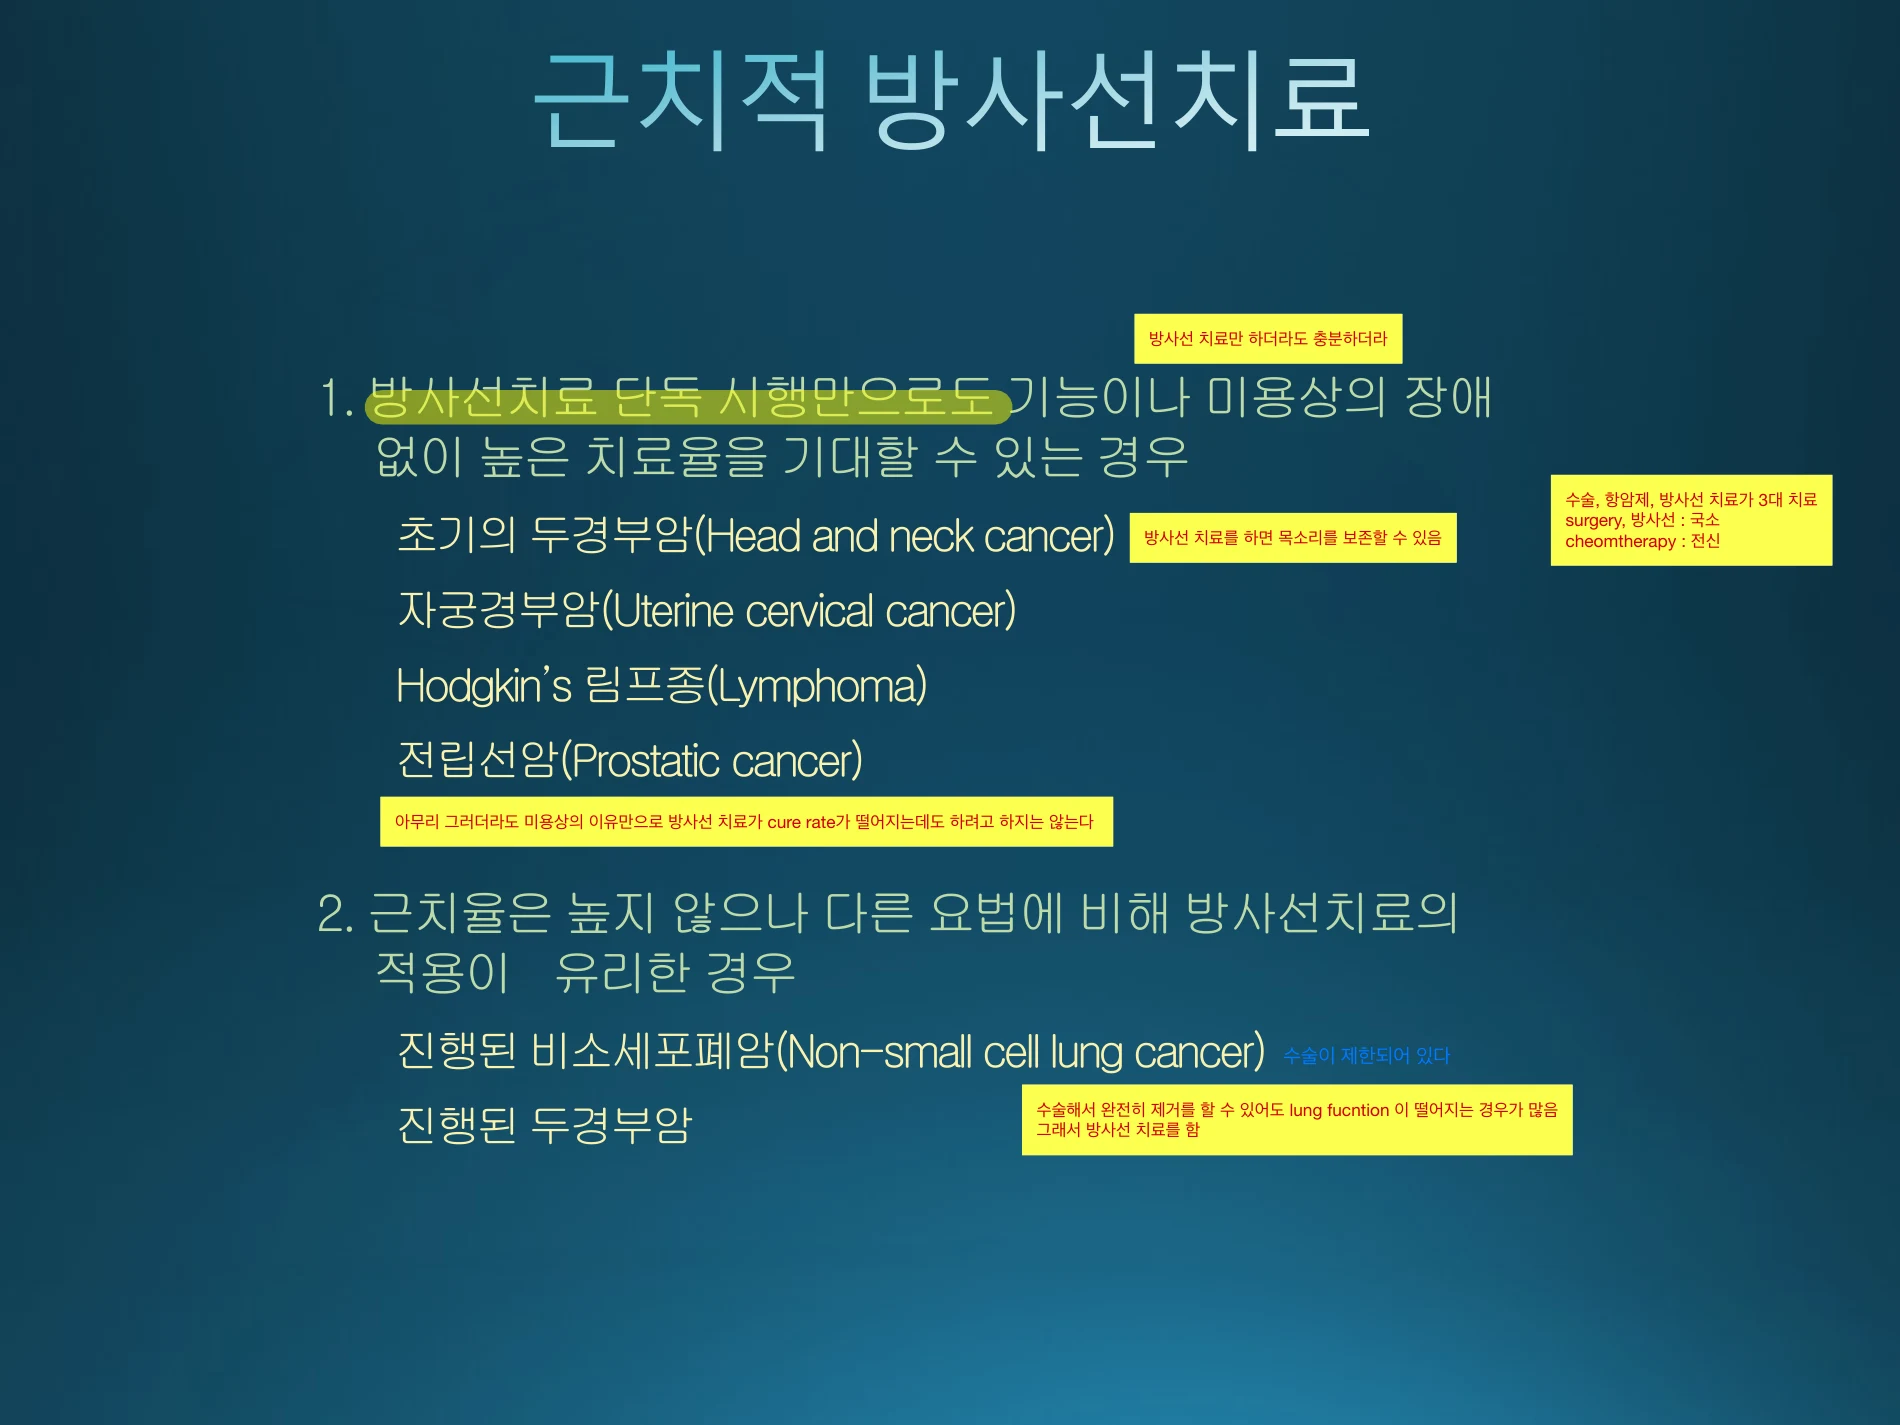 근치적 방사선치료
방사선 치료만 하더라도 충분하더라
1. 방사선치료 단독 시행만으로도 기능이나 미용상의 장애
없이 높은 치료율을 기대할 수 있는 경우
수술, 항암제, 방사선 치료가 3대 치료
surgery, 방사선 : 국소
cheomtherapy : 전신
초기의 두경부암(Head and neck cancer)
방사선 치료를 하면 목소리를 보존할 수 있음
자궁경부암(Uterine cervical cancer)
Hodgkin’s 림프종(Lymphoma)
전립선암(Prostatic cancer)
아무리 그러더라도 미용상의 이유만으로 방사선 치료가 cure rate가 떨어지는데도 하려고 하지는 않는다
2. 근치율은 높지 않으나 다른 요법에 비해 방사선치료의
적용이 유리한 경우
진행된 비소세포폐암(Non-small cell lung cancer)
수술이 제한되어 있다
수술해서 완전히 제거를 할 수 있어도 lung fucntion 이 떨어지는 경우가 많음
그래서 방사선 치료를 함
진행된 두경부암